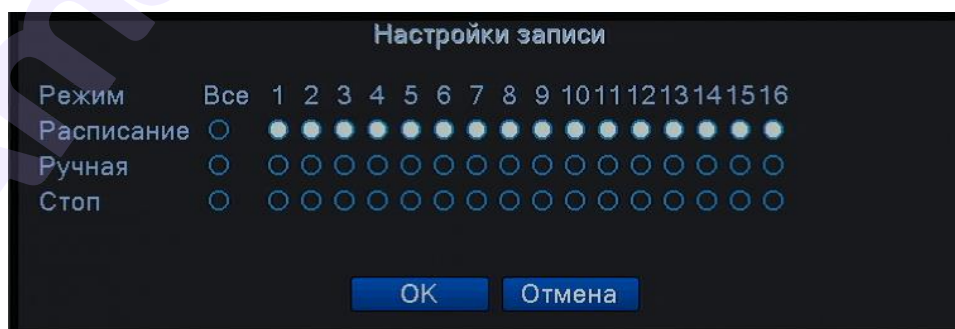 Настройки записи
Режим Все 1 2 3 4 5 6 7 8 9 10 11 12 13 14 15 16
Расписание
Ручная
Стоп
OK Отмена